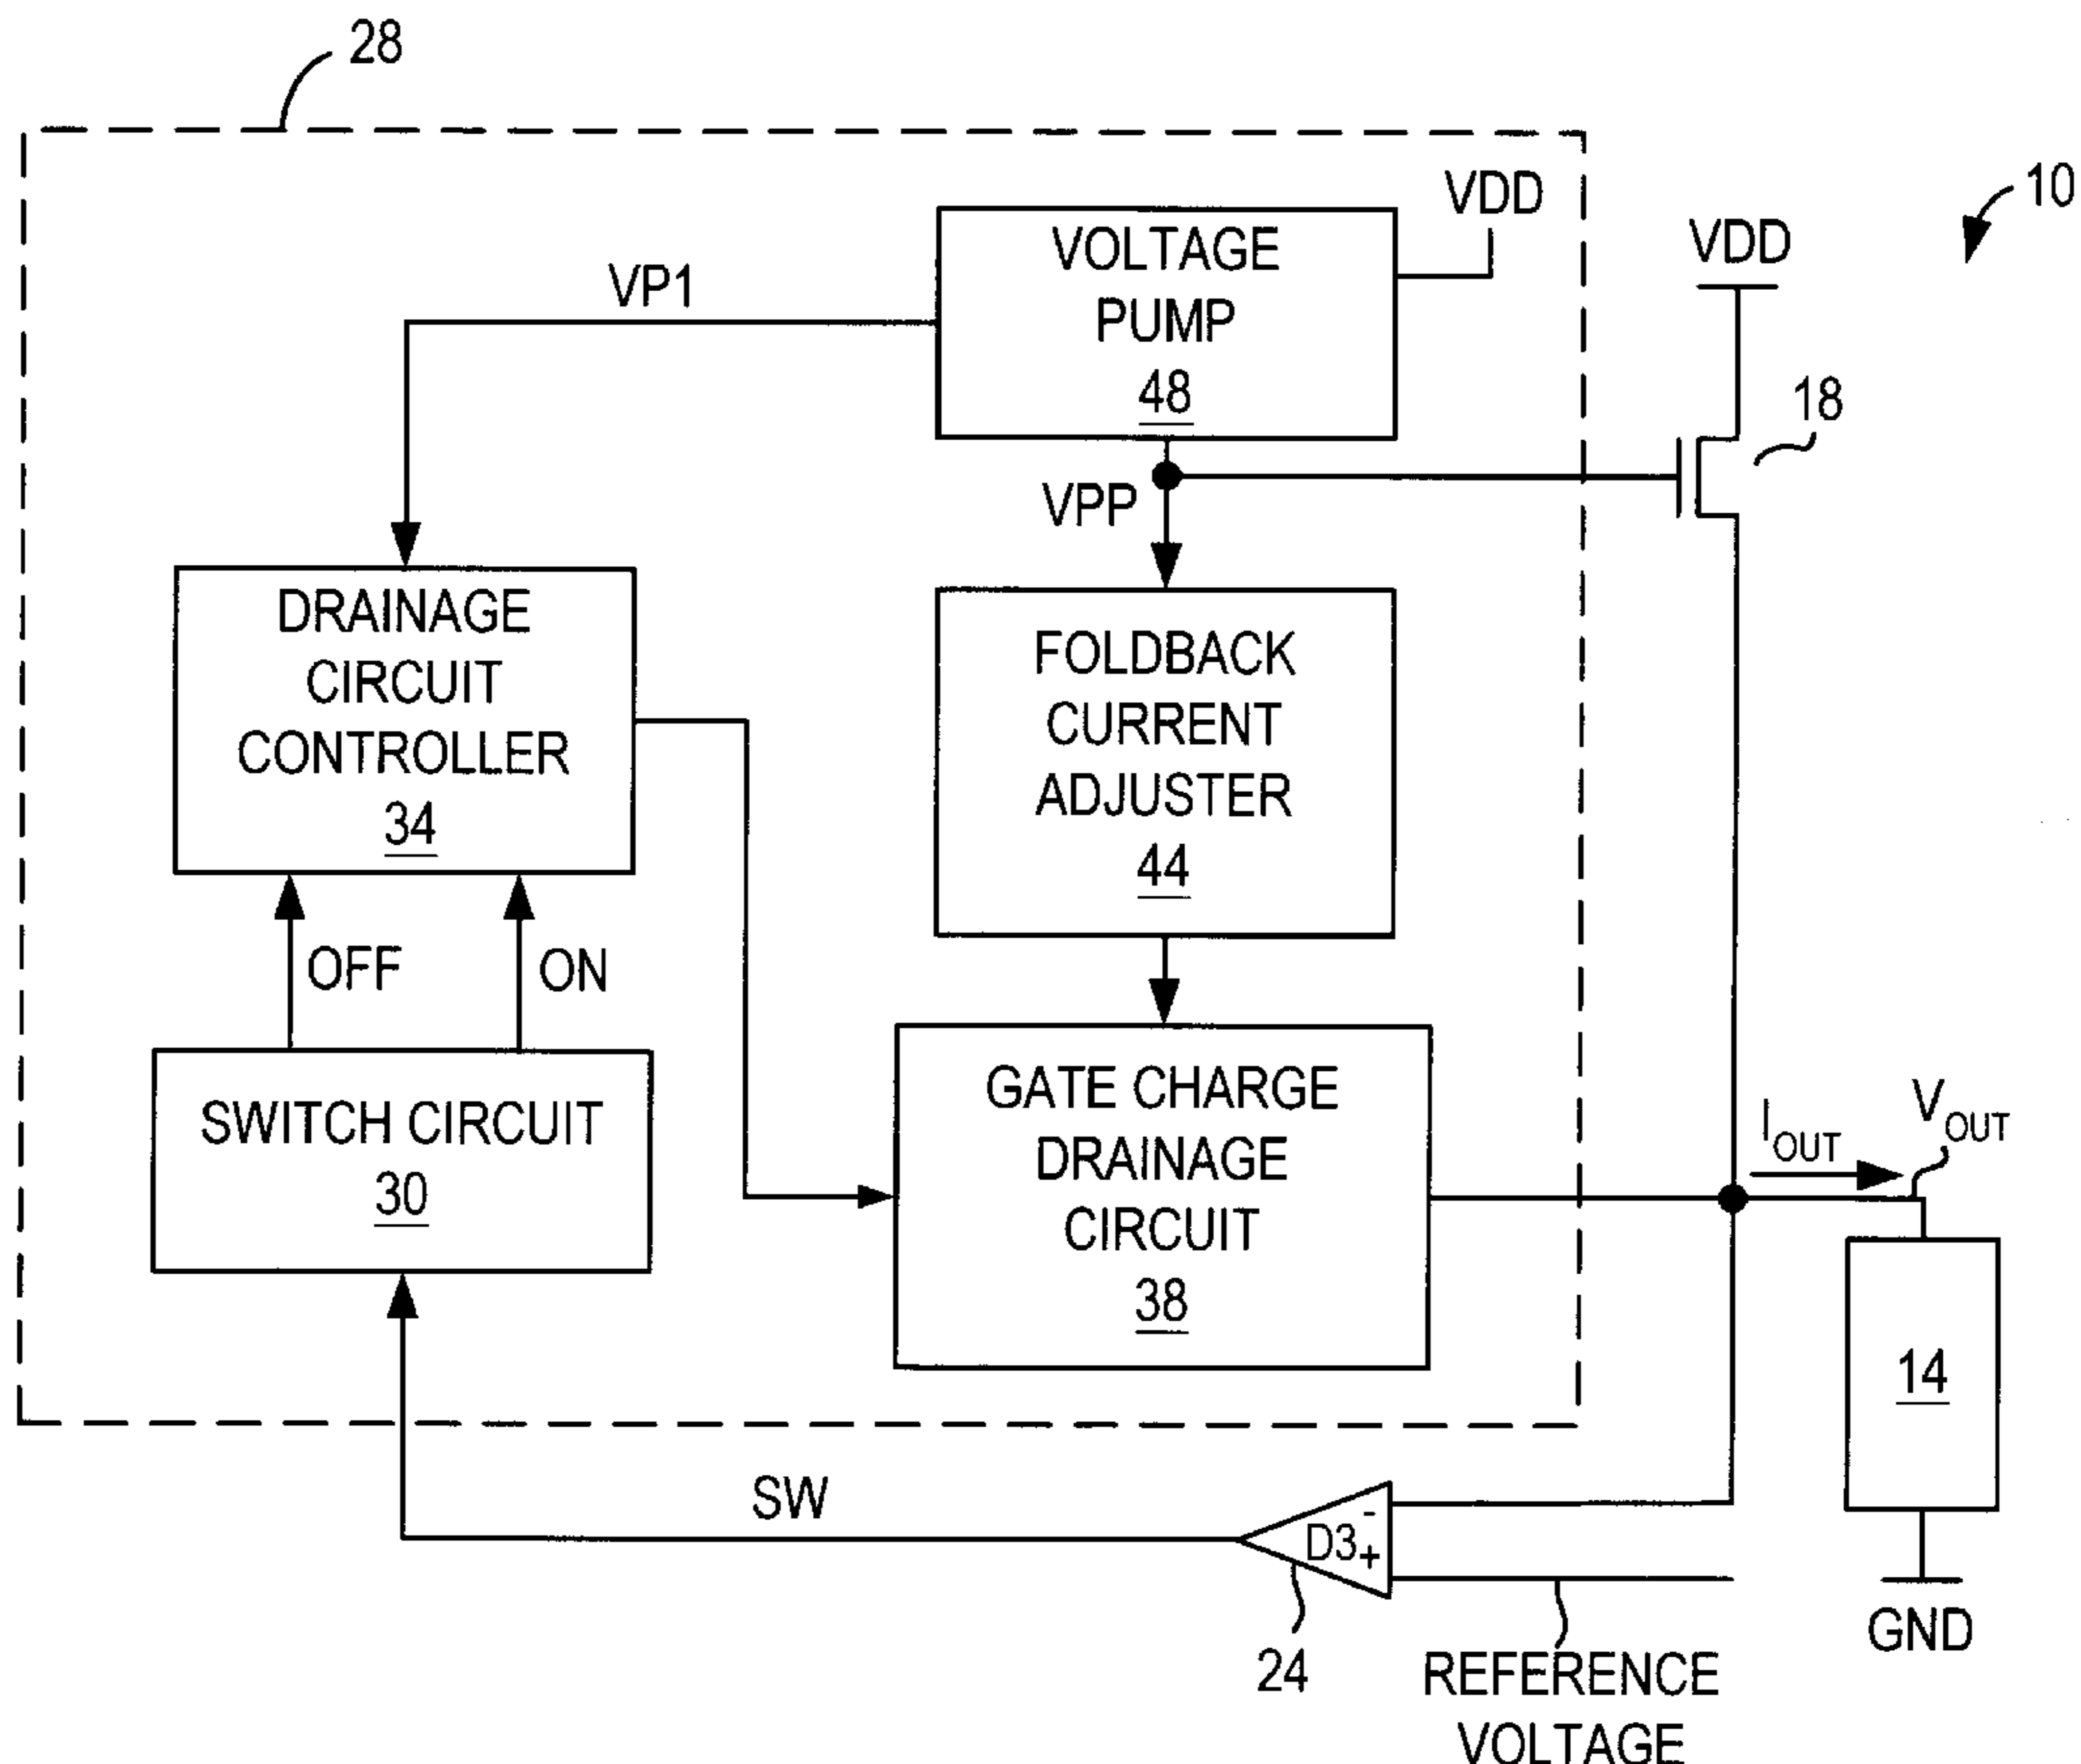 28
10
VDD
VDD
VOLTAGE
PUMP
48
VP1
18
VPP
DRAINAGE
CIRCUIT
CONTROLLER
34
FOLDBACK
CURRENT
ADJUSTER
44
OFF
ON
SWITCH CIRCUIT
30
GATE CHARGE
DRAINAGE
CIRCUIT
38
IOUT
VOUT
14
SW
D3
-
+
24
REFERENCE
VOLTAGE
GND